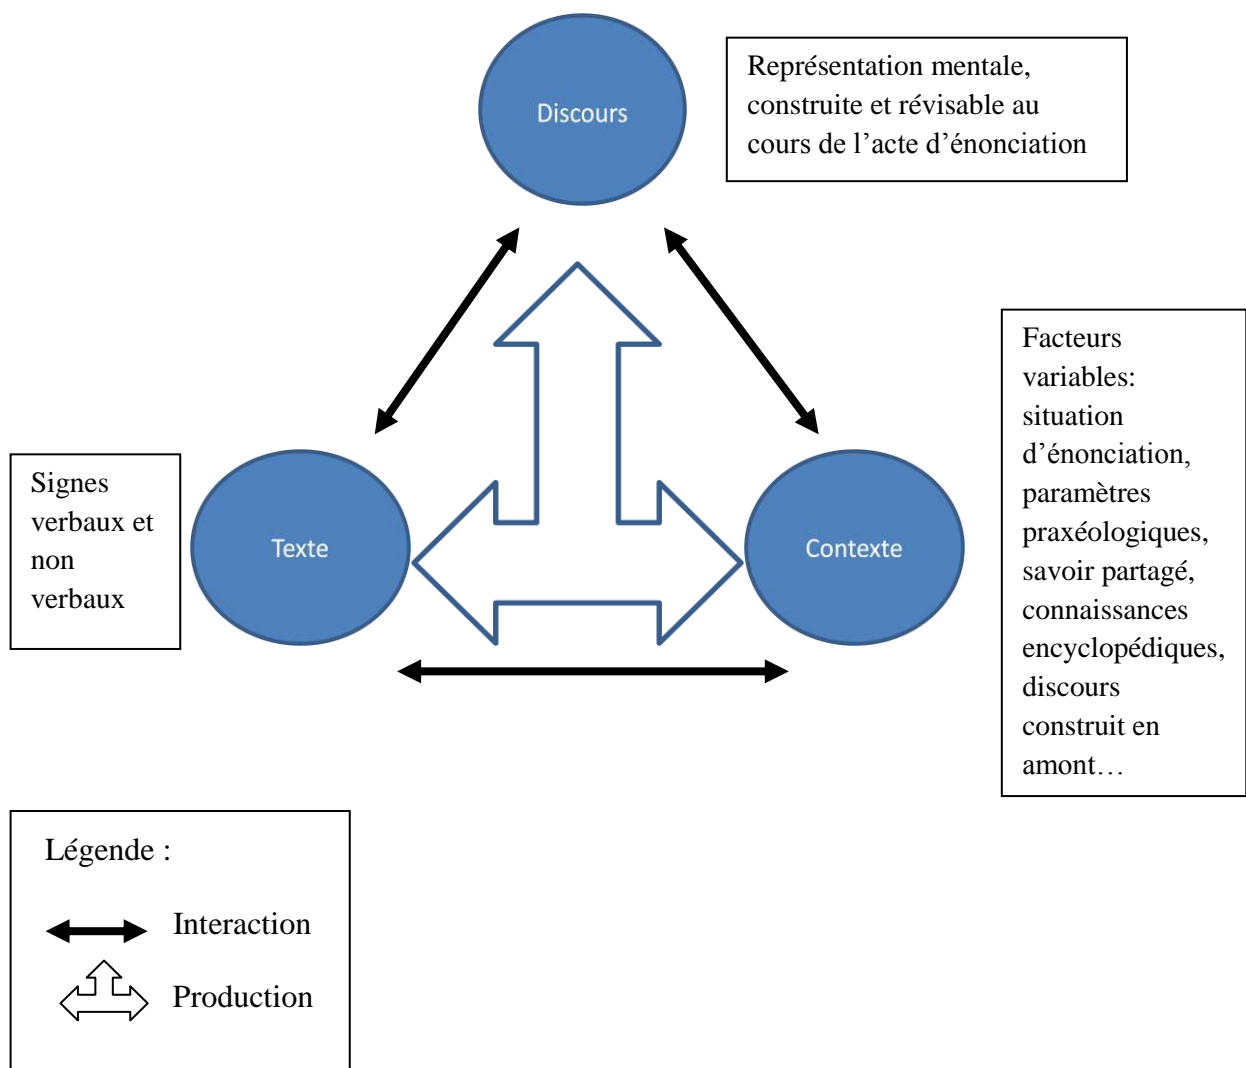 Discours
Représentation mentale,
construite et révisable au
cours de l’acte d’énonciation
Signes
verbaux et
non
verbaux
Texte
Contexte
Facteurs
variables:
situation
d’énonciation,
paramètres
praxéologiques,
savoir partagé,
connaissances
encyclopédiques,
discours
construit en
amont…
Légende :
Interaction
Production